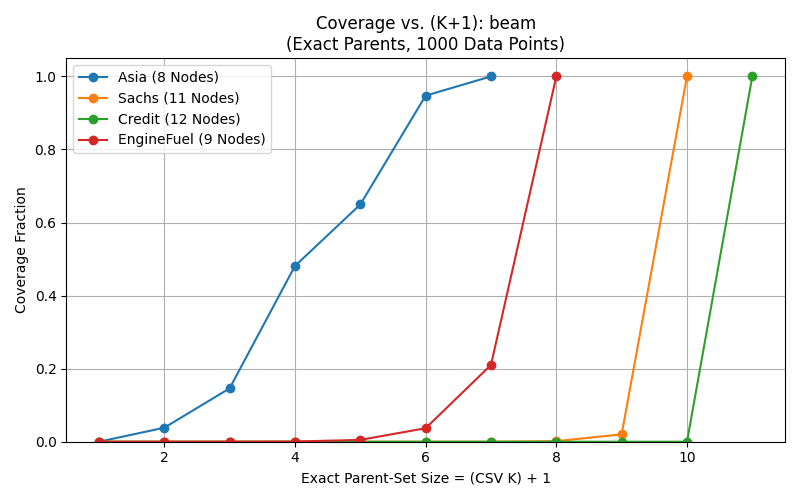 Coverage vs. (K+1): beam
(Exact Parents, 1000 Data Points)
1.0
0.8
0.6
0.4
0.2
0.0
Coverage Fraction
Asia (8 Nodes)
Sachs (11 Nodes)
Credit (12 Nodes)
EngineFuel (9 Nodes)
2 4 6 8 10
Exact Parent-Set Size = (CSV K) + 1